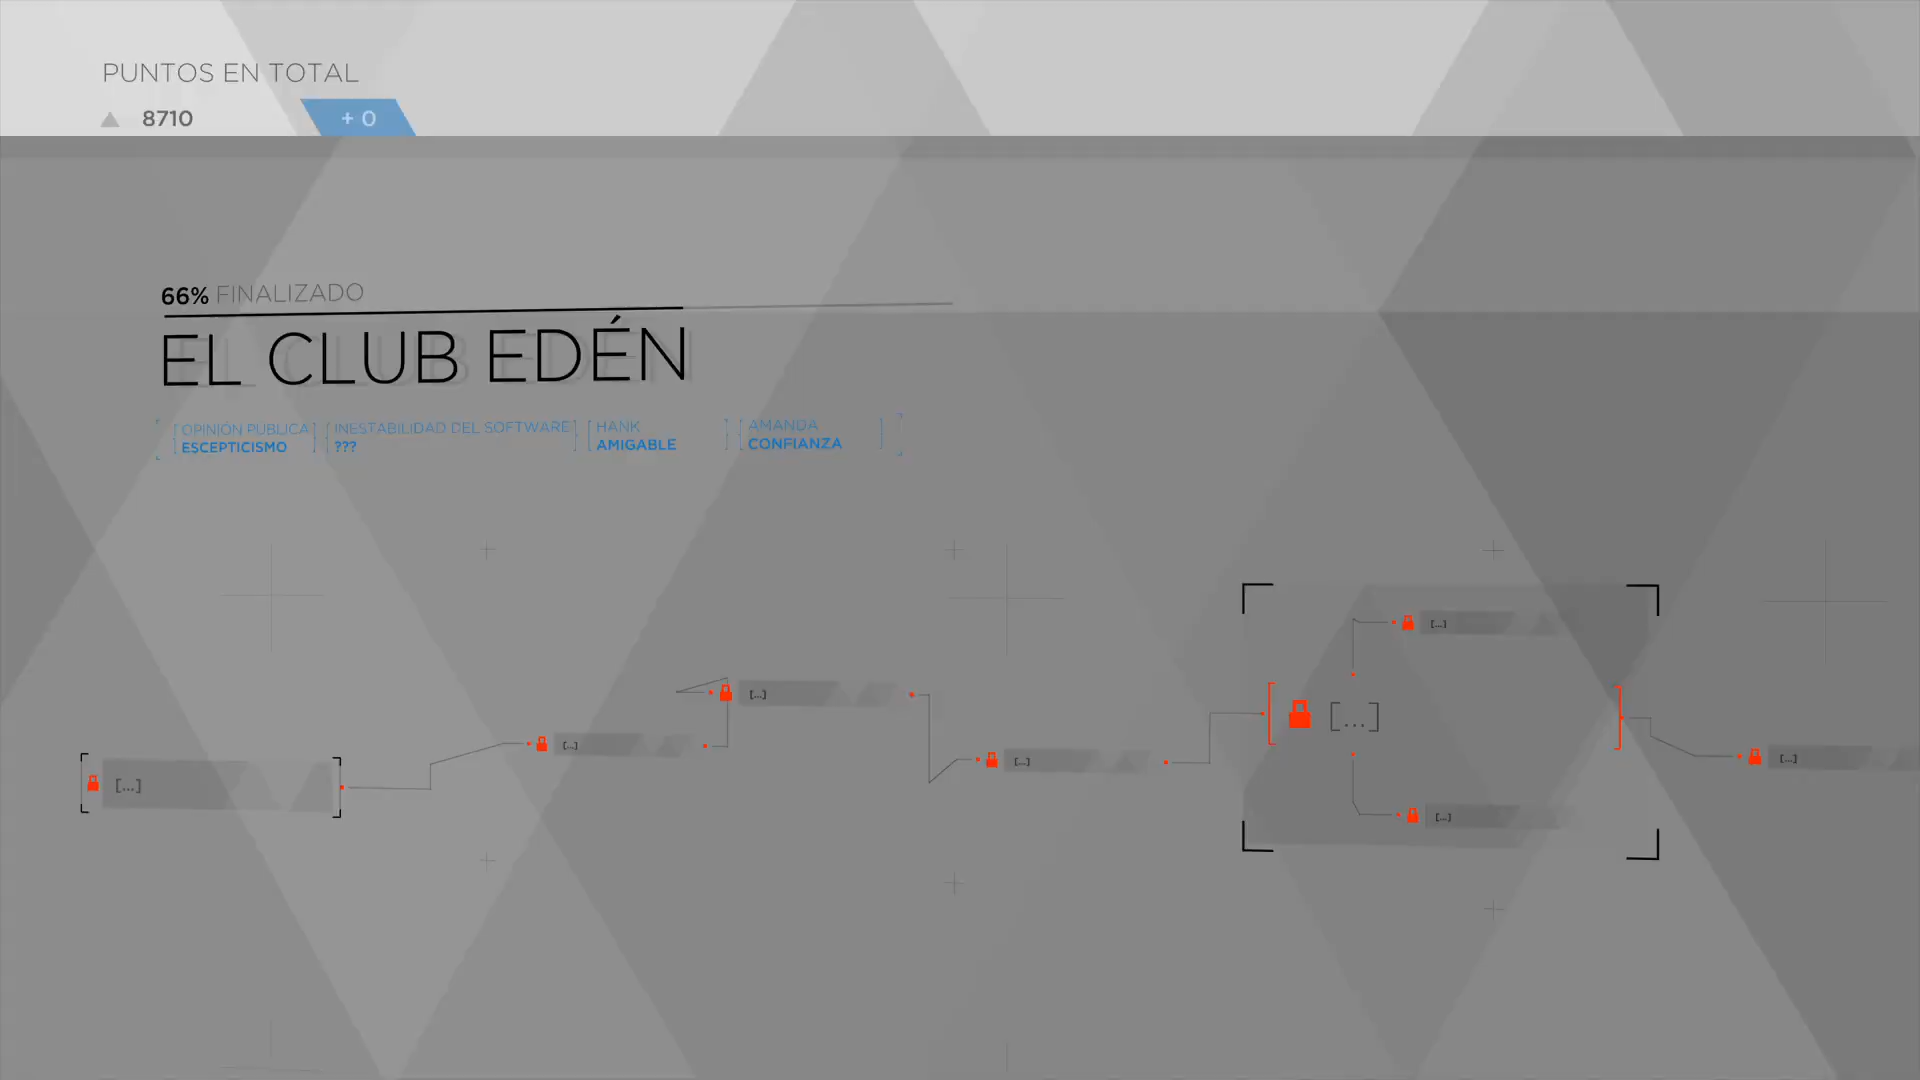 PUNTOS EN TOTAL
8710
+ 0
66% FINALIZADO
EL CLUB EDÉN
OPINIÓN PÚBLICA INESTABILIDAD DEL SOFTWARE HANK AMANDA
ESCEPTICISMO ??? AMIGABLE CONFIANZA
[...]
[...]
[...]
[...]
[...]
[...]
[...]
[...]